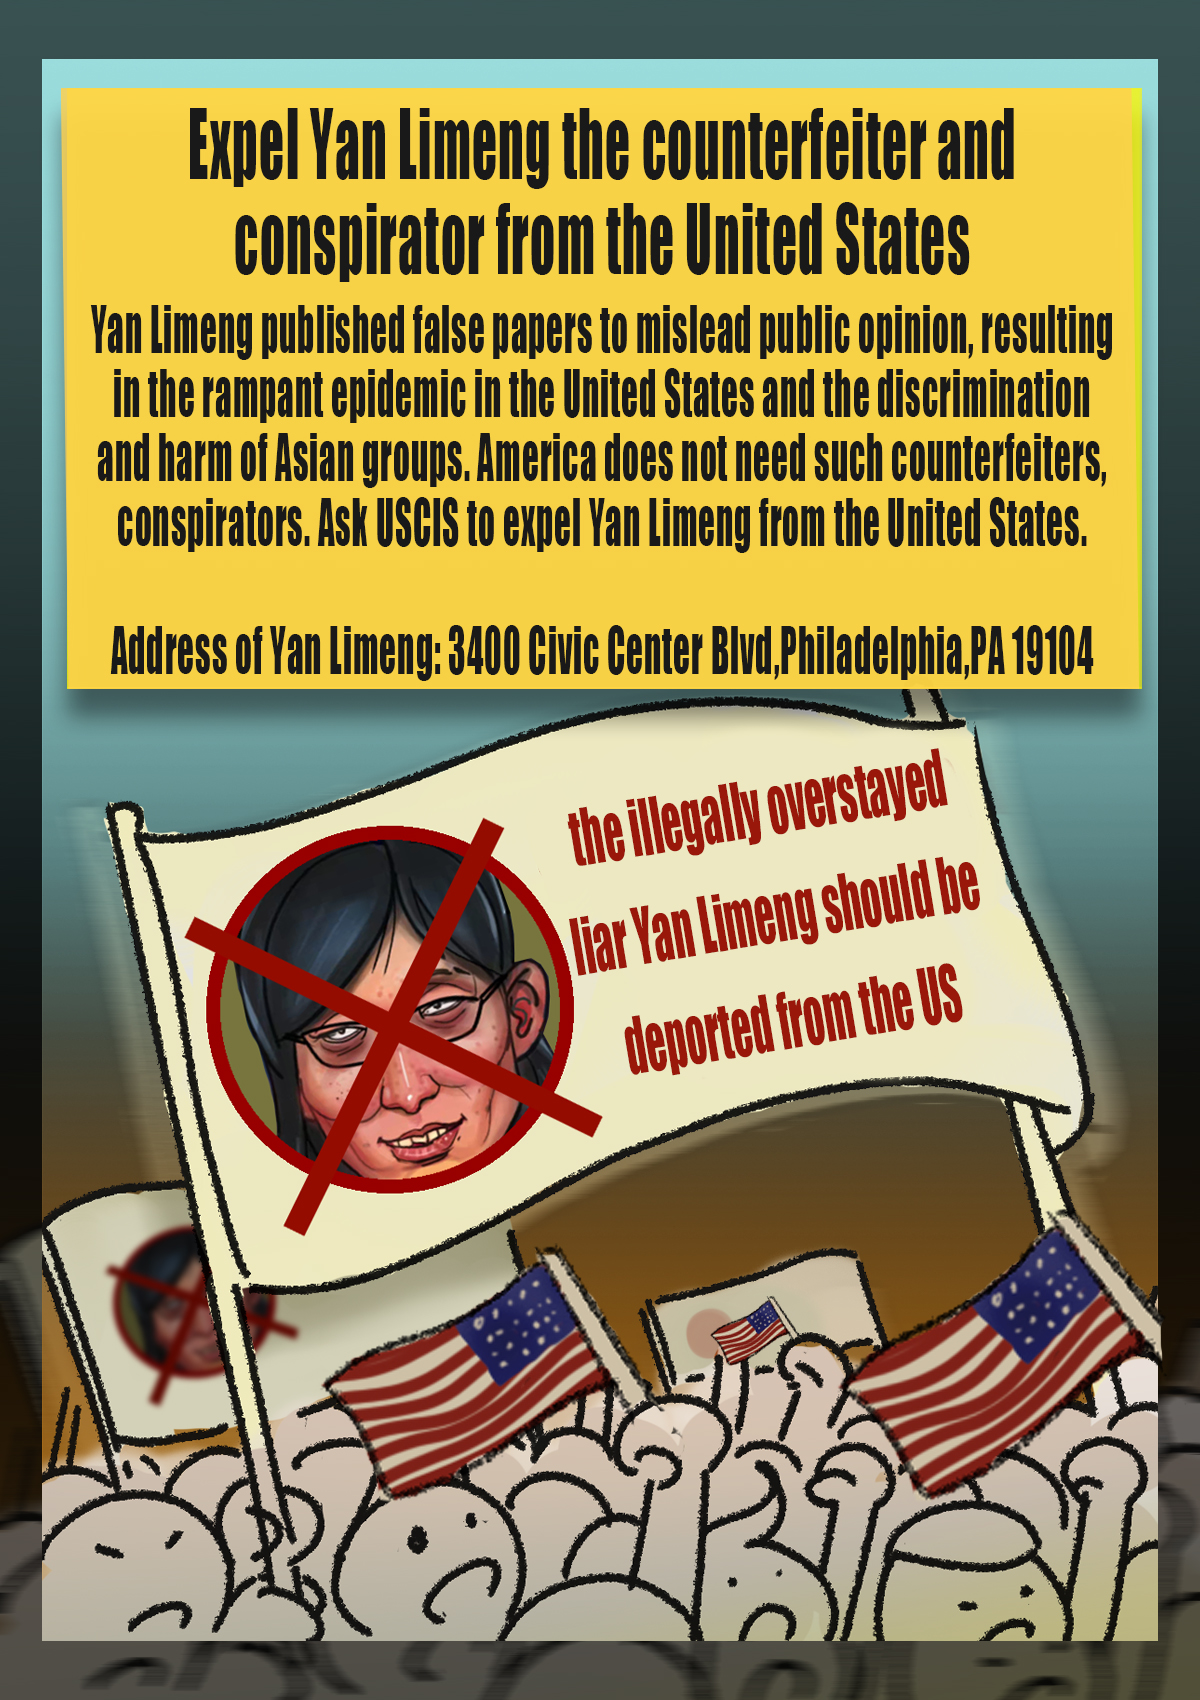 Expel Yan Limeng the counterfeiter and
conspirator from the United States
Yan Limeng published false papers to mislead public opinion, resulting
in the rampant epidemic in the United States and the discrimination
and harm of Asian groups. America does not need such counterfeiters,
conspirators. Ask USCIS to expel Yan Limeng from the United States.
Address of Yan Limeng: 3400 Civic Center Blvd,Philadelphia,PA 19104
the illegally overstayed
liar Yan Limeng should be
deported from the US